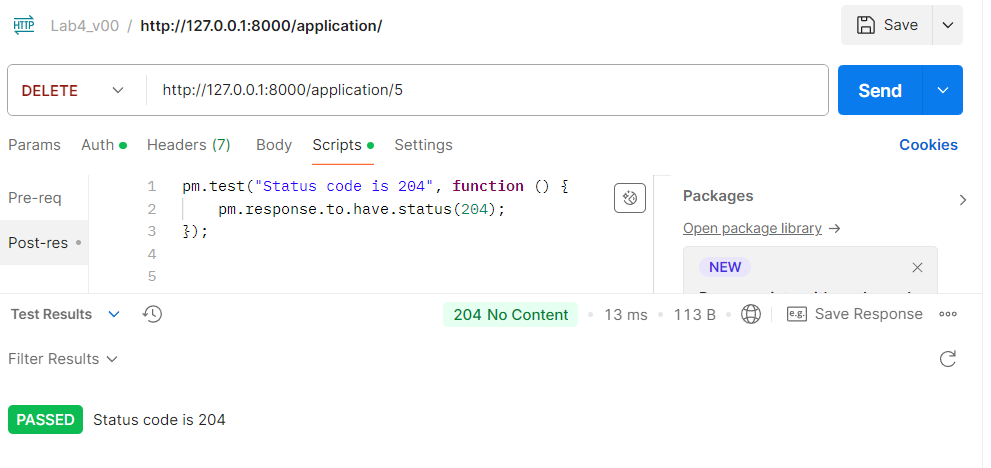 HTTP Lab4_v00 / http://127.0.0.1:8000/application/ Save
DELETE http://127.0.0.1:8000/application/5 Send
Params Auth Headers (7) Body Scripts Settings Cookies
Pre-req
Post-res
1 pm.test("Status code is 204", function () {
2 pm.response.to.have.status(204);
3 });
4
5
Packages
Open package library →
NEW
Test Results 204 No Content 13 ms 113 B e.g. Save Response
Filter Results
PASSED Status code is 204